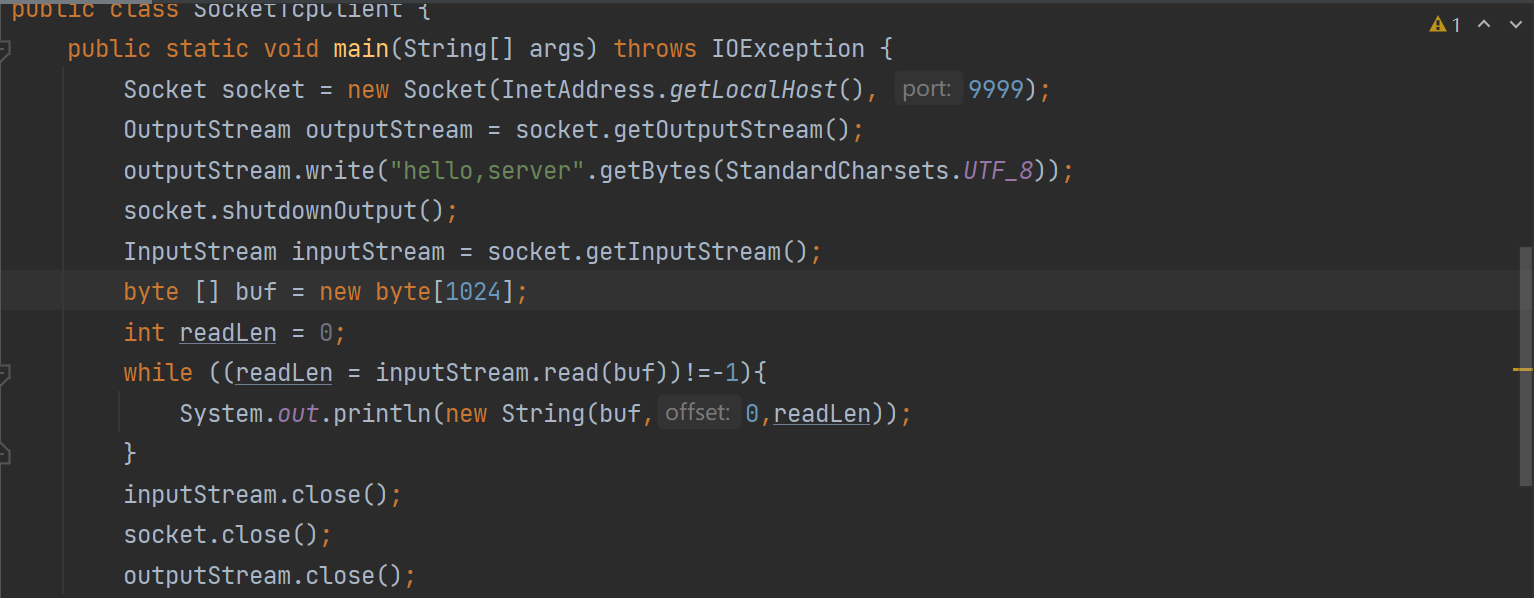 public class SocketTcpClient {
public static void main(String[] args) throws IOException {
Socket socket = new Socket(InetAddress.getLocalHost(), port: 9999);
OutputStream outputStream = socket.getOutputStream();
outputStream.write("hello,server".getBytes(StandardCharsets.UTF_8));
socket.shutdownOutput();
InputStream inputStream = socket.getInputStream();
byte [] buf = new byte[1024];
int readLen = 0;
while ((readLen = inputStream.read(buf))!=-1){
System.out.println(new String(buf, offset: 0,readLen));
}
inputStream.close();
socket.close();
outputStream.close();
1